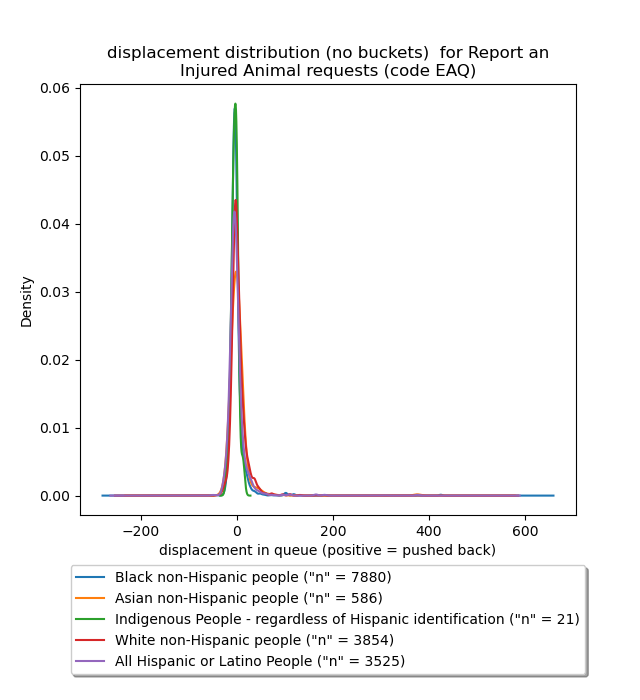 displacement distribution (no buckets)  for Report an
Injured Animal requests (code EAQ)
0.06
0.05
0.04
0.03
0.02
0.01
0.00
Density
−200
0
200
400
600
displacement in queue (positive = pushed back)
Black non-Hispanic people ("n" = 7880)
Asian non-Hispanic people ("n" = 586)
Indigenous People - regardless of Hispanic identification ("n" = 21)
White non-Hispanic people ("n" = 3854)
All Hispanic or Latino People ("n" = 3525)